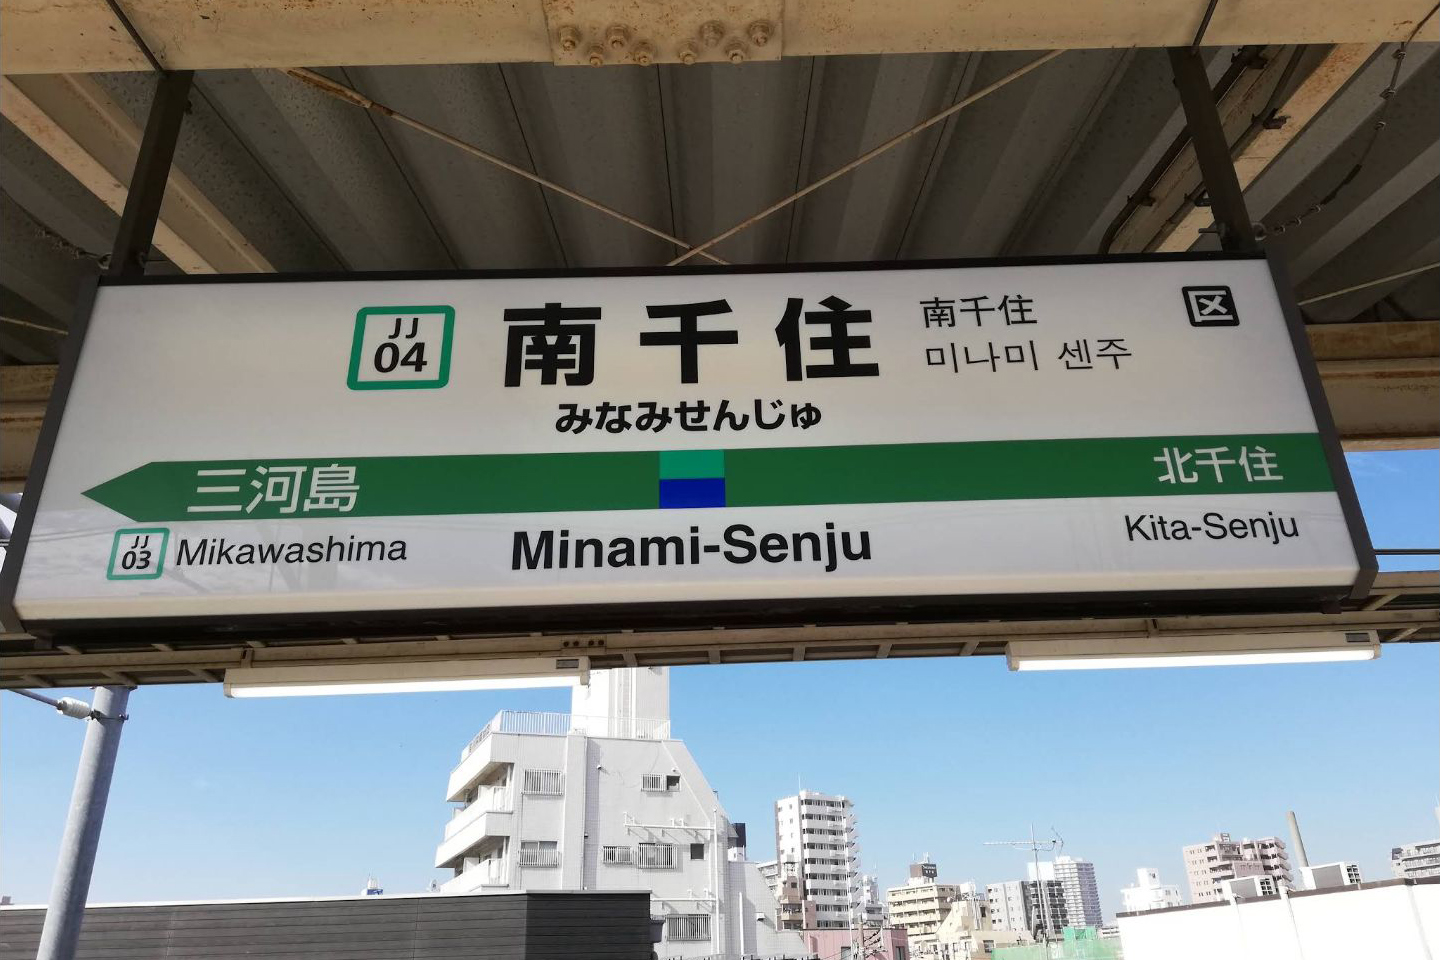 JJ
04
南千住
南千住
미나미 센주
区
みなみせんじゅ
三河島
北千住
JJ
03
Mikawashima
Minami-Senju
Kita-Senju